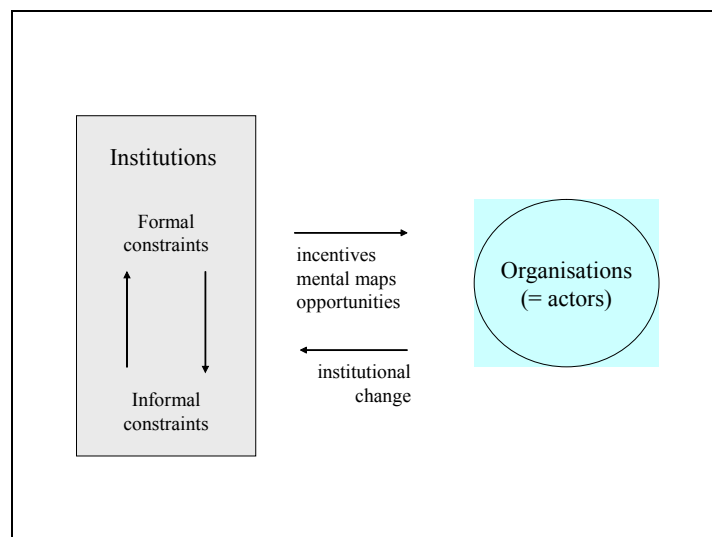 Institutions
Formal
constraints
Informal
constraints
incentives
mental maps
opportunities
institutional
change
Organisations
(= actors)